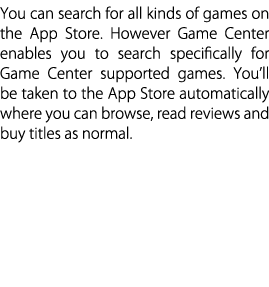 You can search for all kinds of games on
the App Store. However Game Center
enables you to search specifically for
Game Center supported games. You’ll
be taken to the App Store automatically
where you can browse, read reviews and
buy titles as normal.